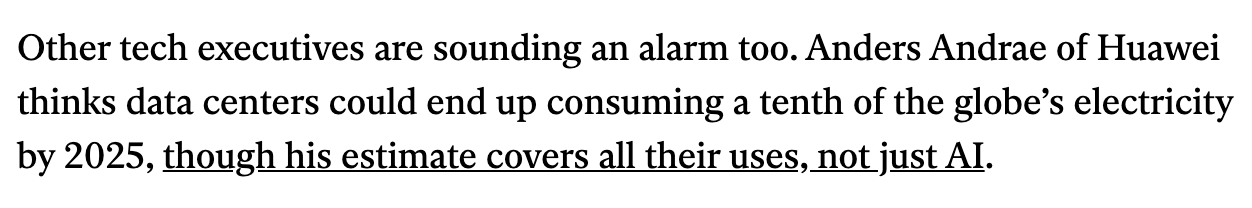 Other tech executives are sounding an alarm too. Anders Andrae of Huawei
thinks data centers could end up consuming a tenth of the globe’s electricity
by 2025, though his estimate covers all their uses, not just AI.